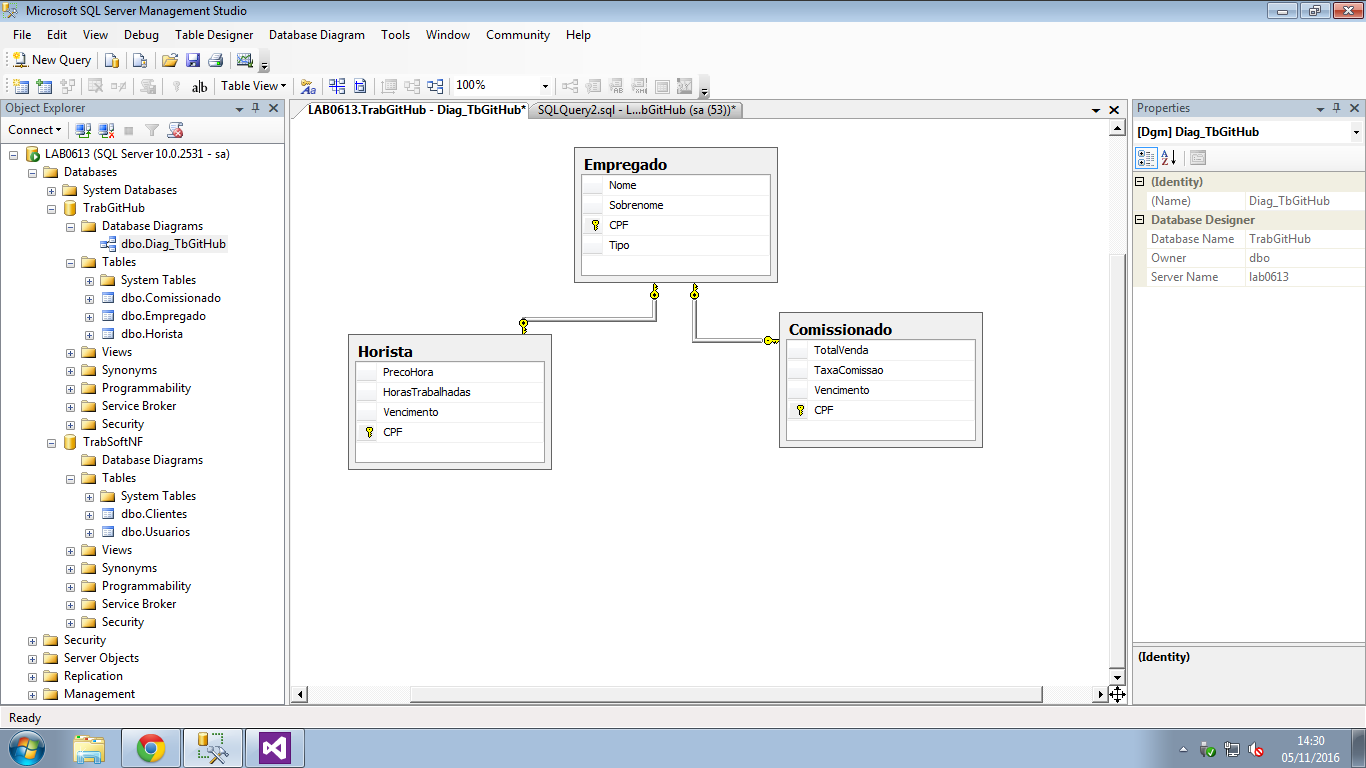 Microsoft SQL Server Management Studio
File Edit View Debug Table Designer Database Diagram Tools Window Community Help
New Query
ab Table View 100%
Object Explorer
Connect
LAB0613 (SQL Server 10.0.2531 - sa)
Databases
System Databases
TrabGitHub
Database Diagrams
dbo.Diag_TbGitHub
Tables
System Tables
dbo.Comissionado
dbo.Empregado
dbo.Horista
Views
Synonyms
Programmability
Service Broker
Security
TrabSoftNF
Database Diagrams
Tables
System Tables
dbo.Clientes
dbo.Usuarios
Views
Synonyms
Programmability
Service Broker
Security
Security
Server Objects
Replication
Management
LAB0613.TrabGitHub - Diag_TbGitHub* SQLQuery2.sql - L...bGitHub (sa (53))*
Empregado
Nome
Sobrenome
CPF
Tipo
Horista
PrecoHora
HorasTrabalhadas
Vencimento
CPF
Comissionado
TotalVenda
TaxaComissao
Vencimento
CPF
Properties
[Dgm] Diag_TbGitHub
(Identity)
(Name) Diag_TbGitHub
Database Designer
Database Name TrabGitHub
Owner dbo
Server Name lab0613
(Identity)
Ready
14:30
05/11/2016